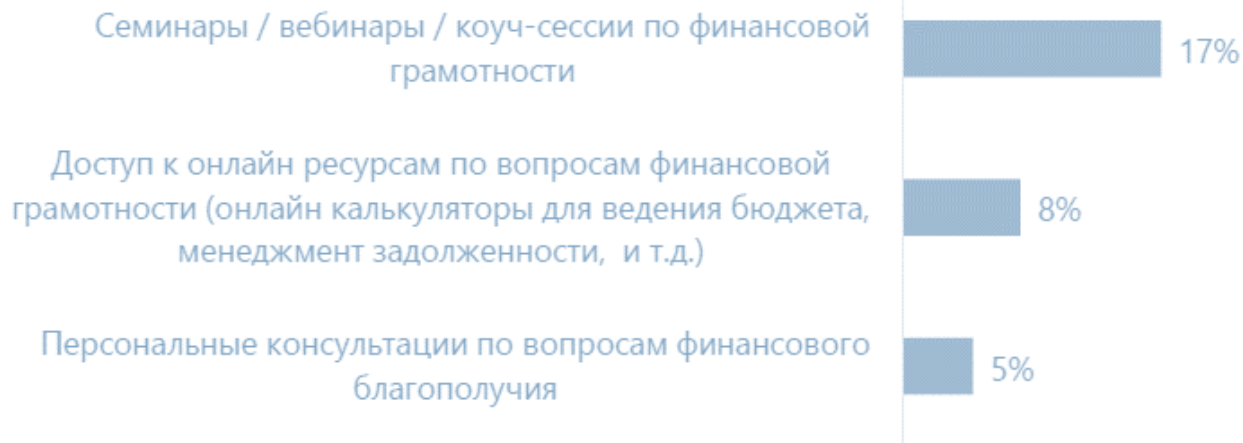 Семинары / вебинары / коуч-сессии по финансовой
грамотности
17%
Доступ к онлайн ресурсам по вопросам финансовой
грамотности (онлайн калькуляторы для ведения бюджета,
менеджмент задолженности,  и т.д.)
8%
Персональные консультации по вопросам финансового
благополучия
5%